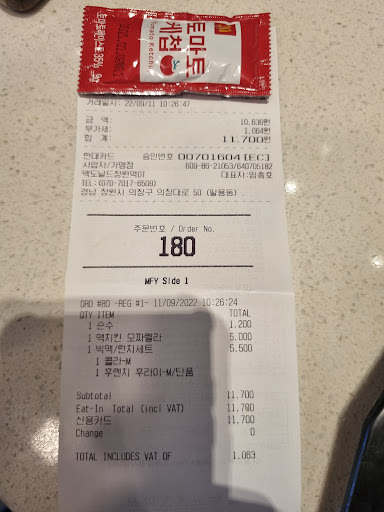 토마토
케첩
Tomato Ketchup
거래일시: 22/09/11 10:26:47
금 액: 10,636원
부가세: 1,064원
합 계: 11,700원
현대카드 승인번호 00701604[EC]
사업자/가맹점 609-86-21053/640705182
맥도날드창원역DT 대표자:임종호
TEL:(070-7017-6509)
경남 창원시 의창구 의창대로 50 (팔용동)
주문번호 / Order No.
180
MFY Side 1
ORD #80 -REG #1- 11/09/2022 10:26:24
QTY ITEM TOTAL
1 순수 1,200
1 맥치킨 모짜렐라 5,000
1 빅맥/런치세트 5,500
1 콜라-M
1 후렌치 후라이-M/단품
Subtotal 11,700
Eat-In Total (incl VAT) 11,700
신용카드 11,700
Change 0
TOTAL INCLUDES VAT OF 1,063